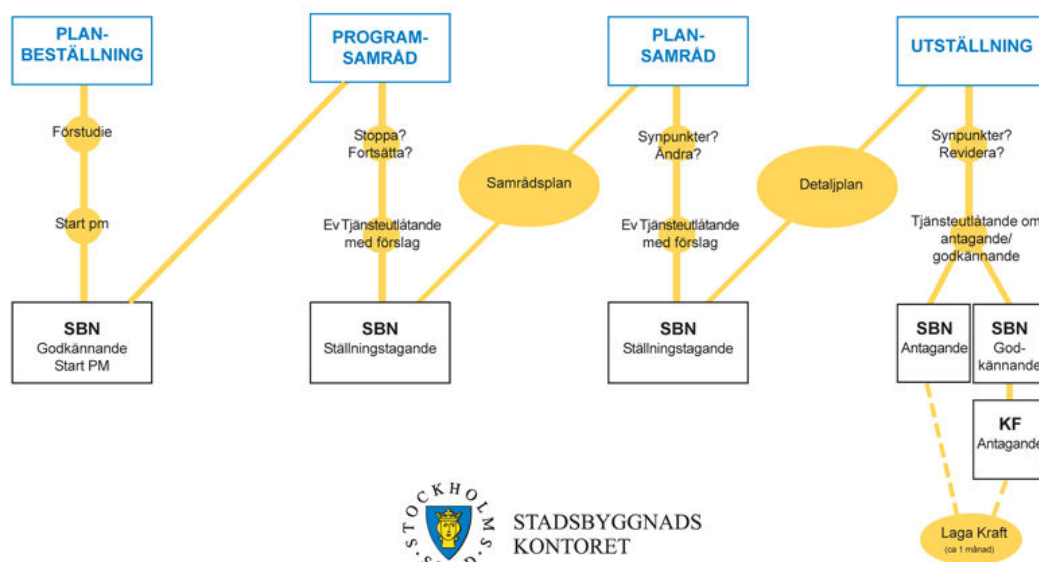 PLAN-
BESTÄLLNING
Förstudie
Start pm
SBN
Godkännande
Start PM
PROGRAM-
SAMRÅD
Stoppa?
Fortsätta?
Ev Tjänsteutlåtande
med förslag
SBN
Ställningstagande
Samrådsplan
PLAN-
SAMRÅD
Synpunkter?
Ändra?
Ev Tjänsteutlåtande
med förslag
SBN
Ställningstagande
Detaljplan
UTSTÄLLNING
Synpunkter?
Revidera?
Tjänsteutlåtande om
antagande/
godkännande
SBN
Antagande
SBN
God-
kännande
KF
Antagande
Laga Kraft
(ca 1 månad)
STOCKHOLMS
STADSBYGGNADS
KONTORET